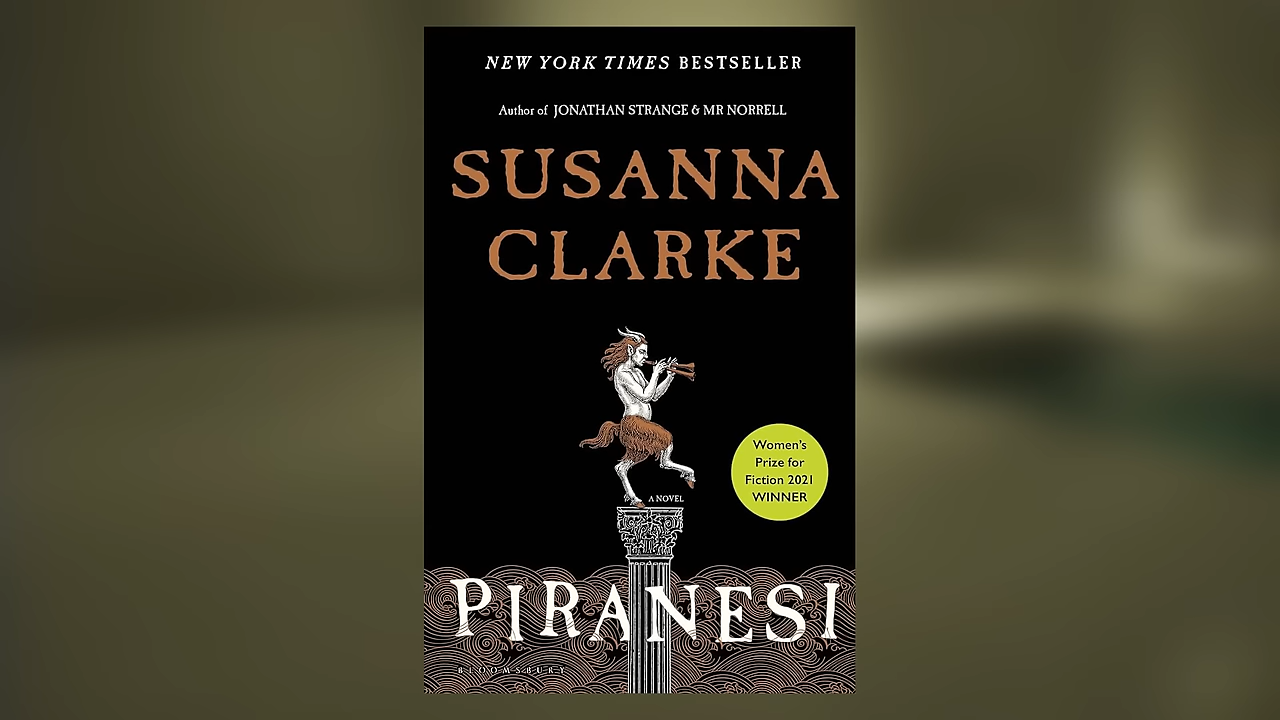 NEW YORK TIMES BESTSELLER
Author of JONATHAN STRANGE & MR NORRELL
SUSANNA
CLARKE
Women's
Prize for
Fiction 2021
WINNER
A NOVEL
PIRANESI
BLOOMSBURY